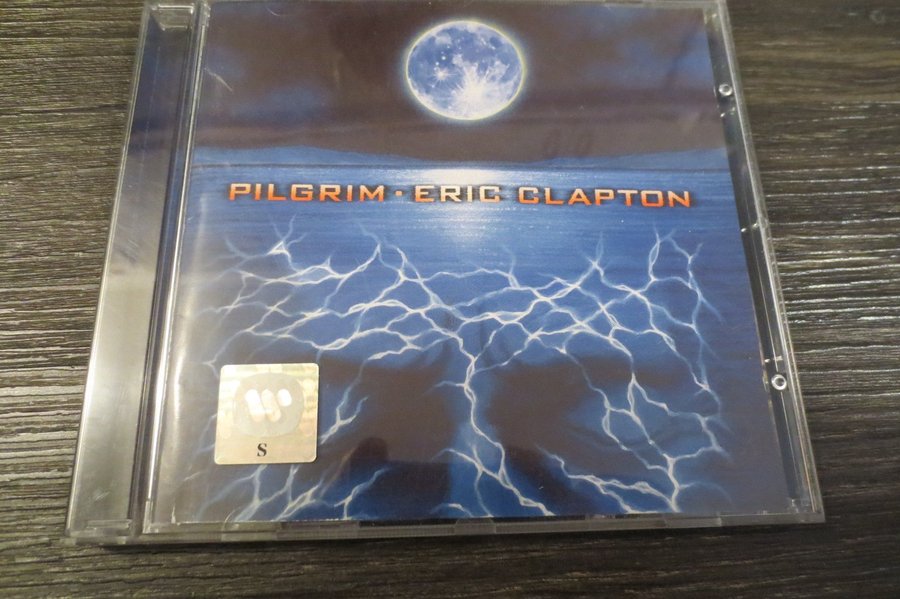 PILGRIM · ERIC CLAPTON
S